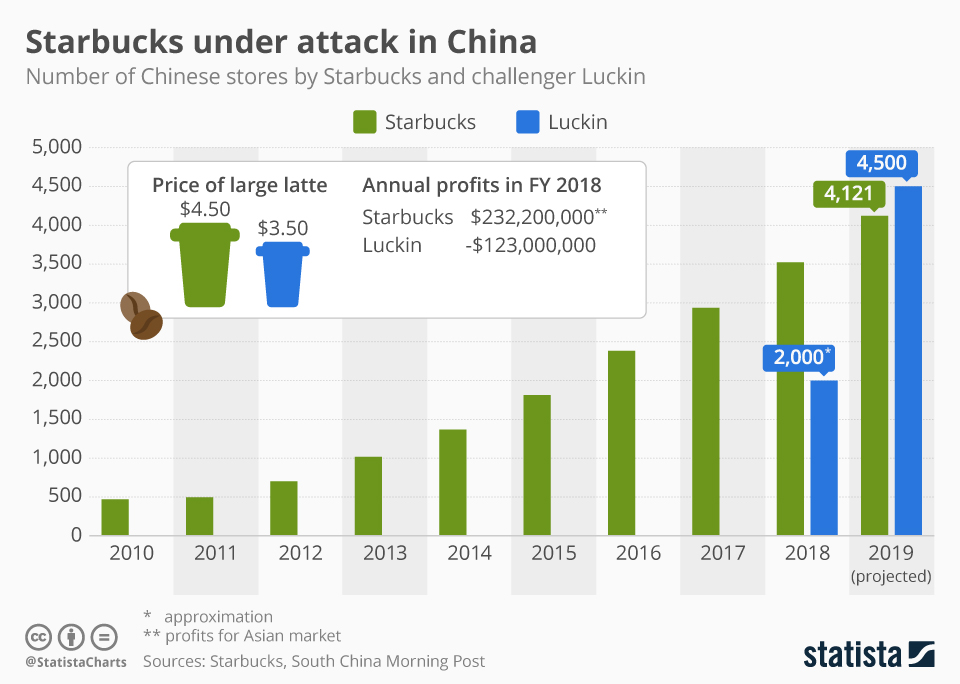 Starbucks under attack in China
Number of Chinese stores by Starbucks and challenger Luckin
Starbucks
Luckin
5,000
4,500
4,000
3,500
3,000
2,500
2,000
1,500
1,000
500
0
Price of large latte
$4.50
$3.50
Annual profits in FY 2018
Starbucks $232,200,000**
Luckin -$123,000,000
2,000*
4,121
4,500
2010 2011 2012 2013 2014 2015 2016 2017 2018 2019
(projected)
* approximation
** profits for Asian market
cc
@StatistaCharts
Sources: Starbucks, South China Morning Post
statista